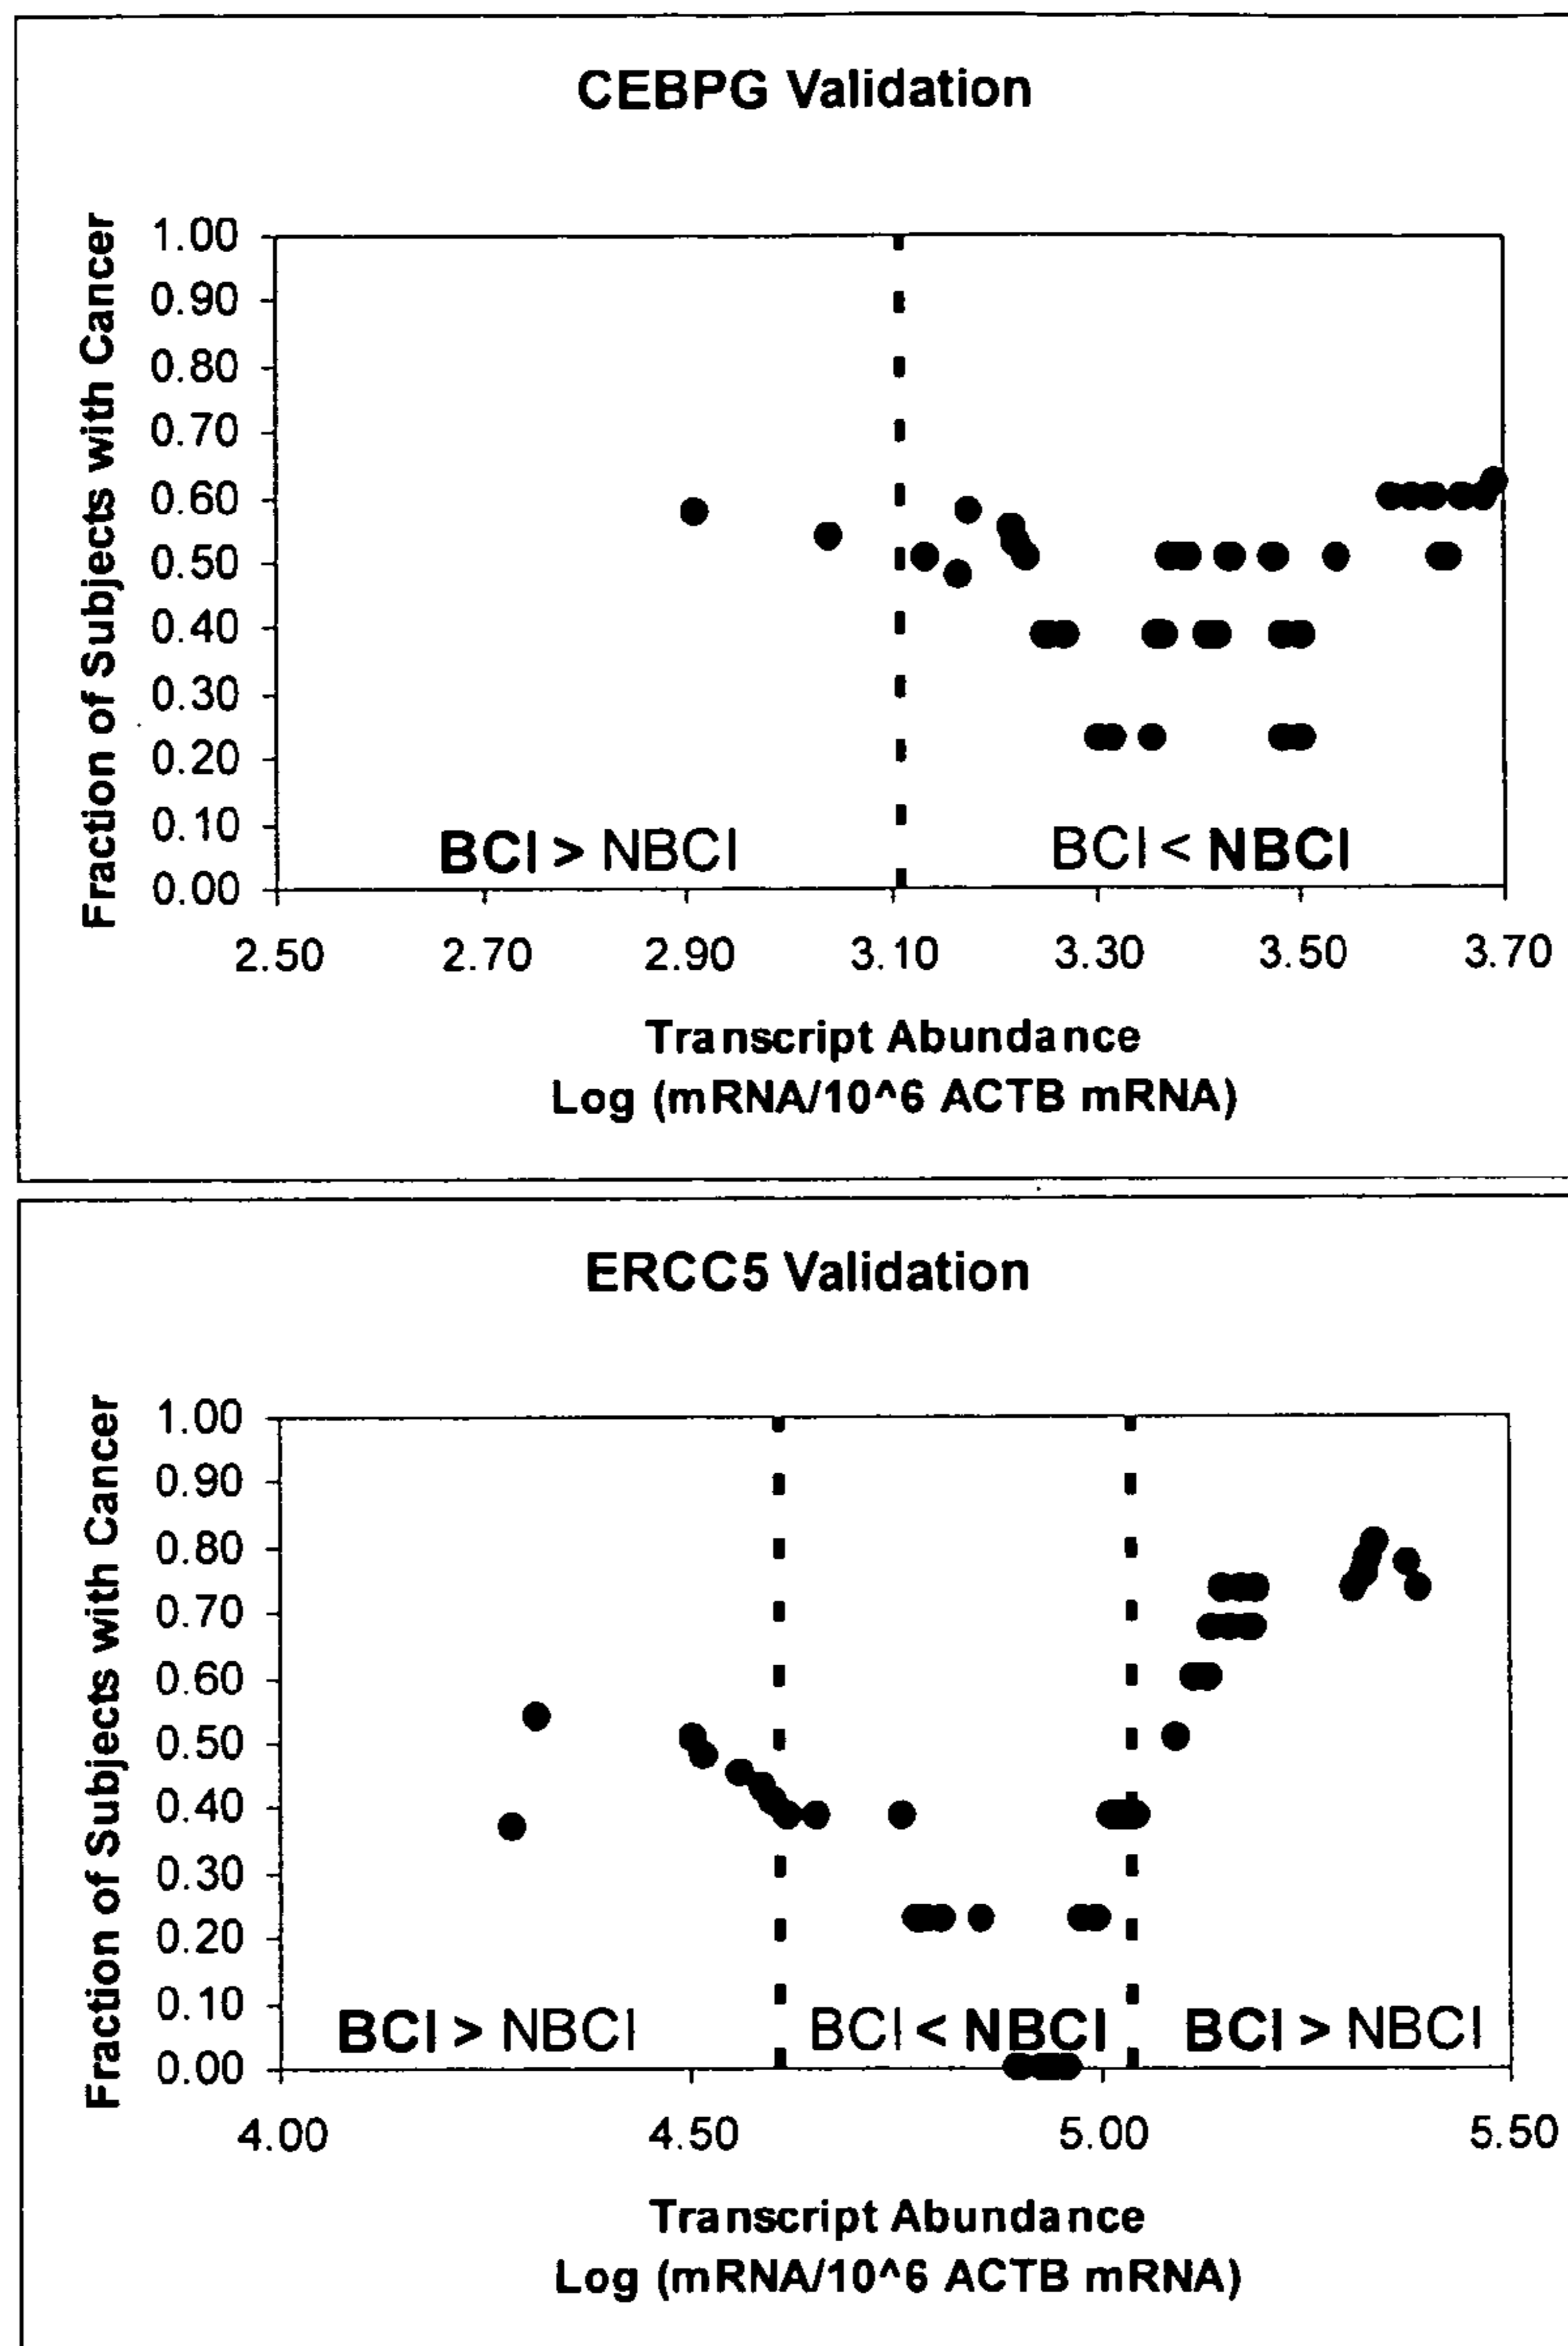 CEBPG Validation
Fraction of Subjects with Cancer
1.00
0.90
0.80
0.70
0.60
0.50
0.40
0.30
0.20
0.10
0.00
BCI > NBCI
BCI < NBCI
2.50 2.70 2.90 3.10 3.30 3.50 3.70
Transcript Abundance
Log (mRNA/10^6 ACTB mRNA)
ERCC5 Validation
Fraction of Subjects with Cancer
1.00
0.90
0.80
0.70
0.60
0.50
0.40
0.30
0.20
0.10
0.00
BCI > NBCI
BCI < NBCI
BCI > NBCI
4.00 4.50 5.00 5.50
Transcript Abundance
Log (mRNA/10^6 ACTB mRNA)